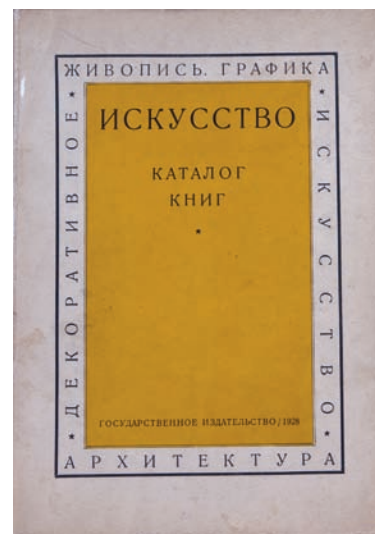 ЖИВОПИСЬ. ГРАФИКА
★ ИСКУССТВО ★
АРХИТЕКТУРА
★ ДЕКОРАТИВНОЕ ★
ИСКУССТВО
КАТАЛОГ
КНИГ
★
ГОСУДАРСТВЕННОЕ ИЗДАТЕЛЬСТВО/1928